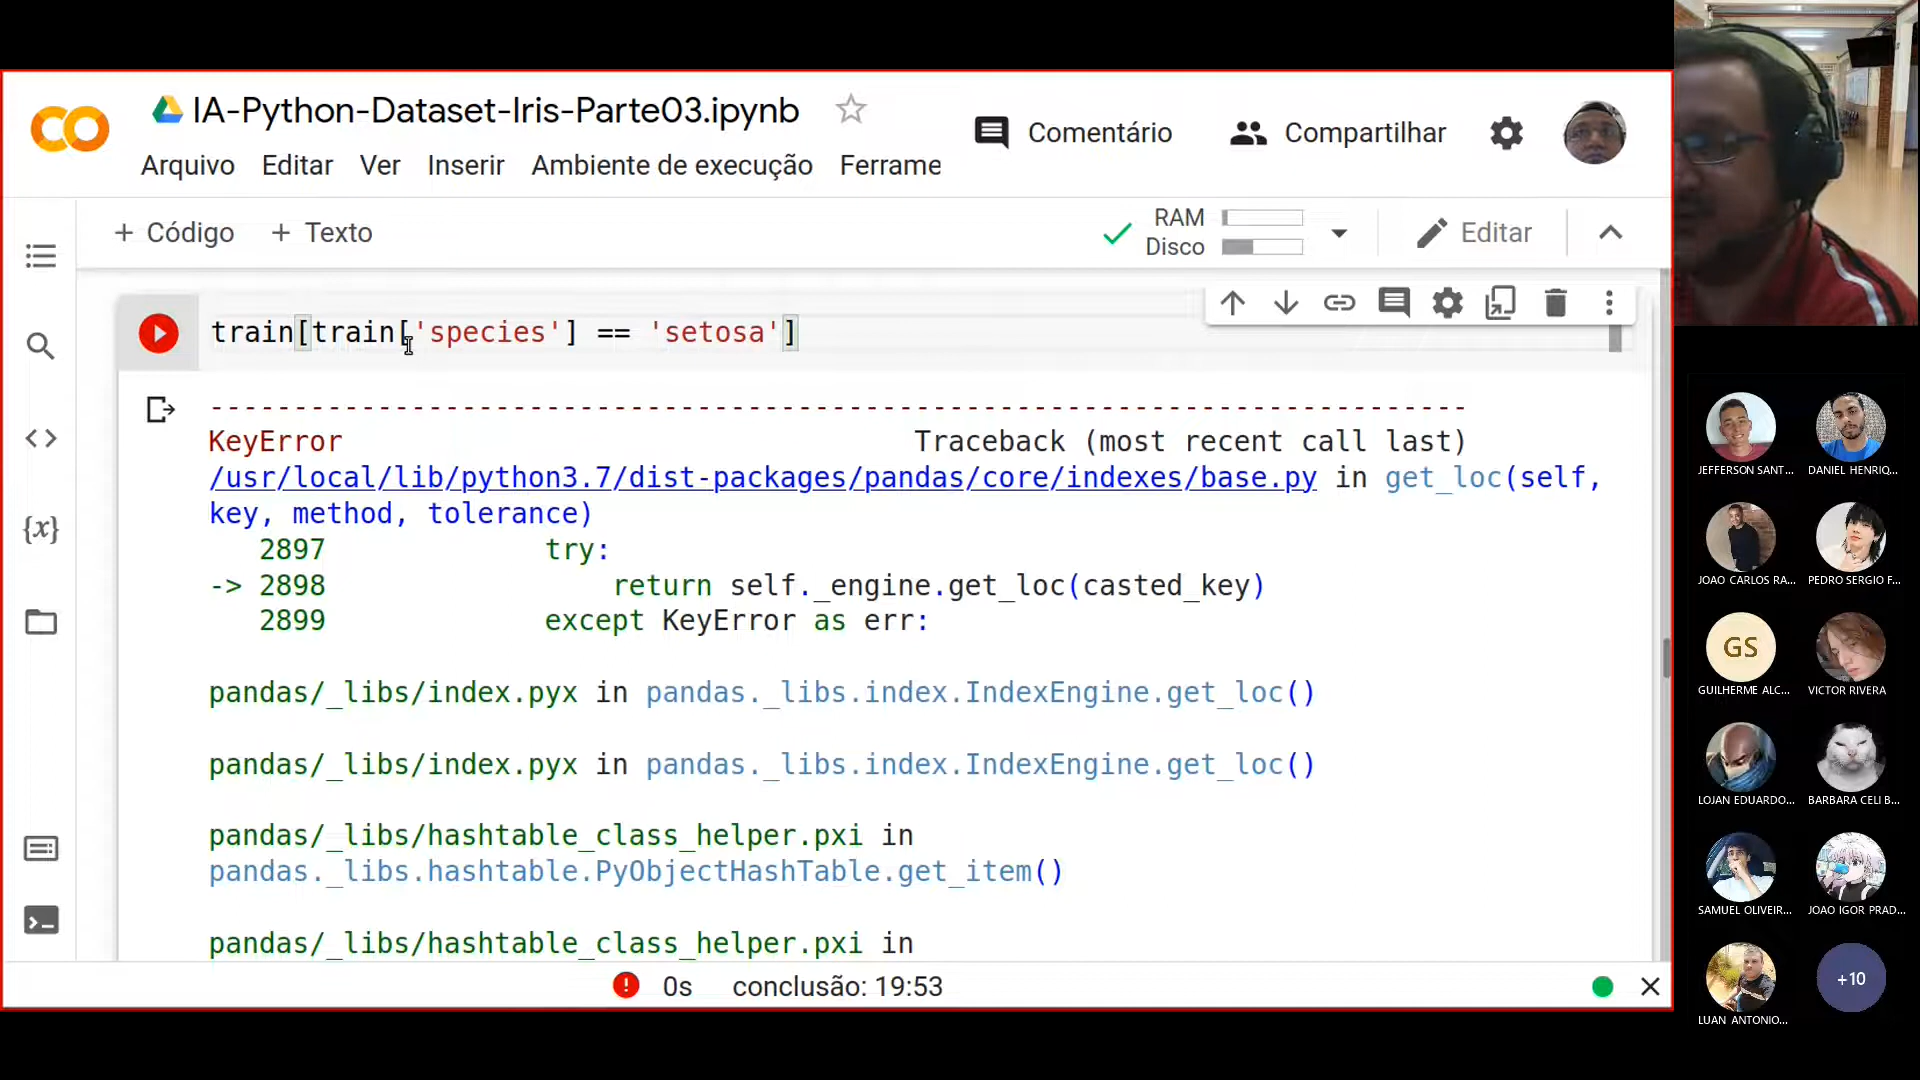 IA-Python-Dataset-Iris-Parte03.ipynb
Comentário
Compartilhar
Arquivo Editar Ver Inserir Ambiente de execução Ferrame
+ Código + Texto
RAM
Disco
Editar
train[train['species'] == 'setosa']
---------------------------------------------------------------------------
KeyError Traceback (most recent call last)
/usr/local/lib/python3.7/dist-packages/pandas/core/indexes/base.py in get_loc(self,
key, method, tolerance)
2897 try:
-> 2898 return self._engine.get_loc(casted_key)
2899 except KeyError as err:
pandas/_libs/index.pyx in pandas._libs.index.IndexEngine.get_loc()
pandas/_libs/index.pyx in pandas._libs.index.IndexEngine.get_loc()
pandas/_libs/hashtable_class_helper.pxi in
pandas._libs.hashtable.PyObjectHashTable.get_item()
pandas/_libs/hashtable_class_helper.pxi in
0s conclusão: 19:53
JEFFERSON SANT... DANIEL HENRIQ...
JOAO CARLOS RA... PEDRO SERGIO F...
GS
GUILHERME ALC... VICTOR RIVERA
LOJAN EDUARDO... BARBARA CELI B...
SAMUEL OLIVEIR... JOAO IGOR PRAD...
+10
LUAN ANTONIO...